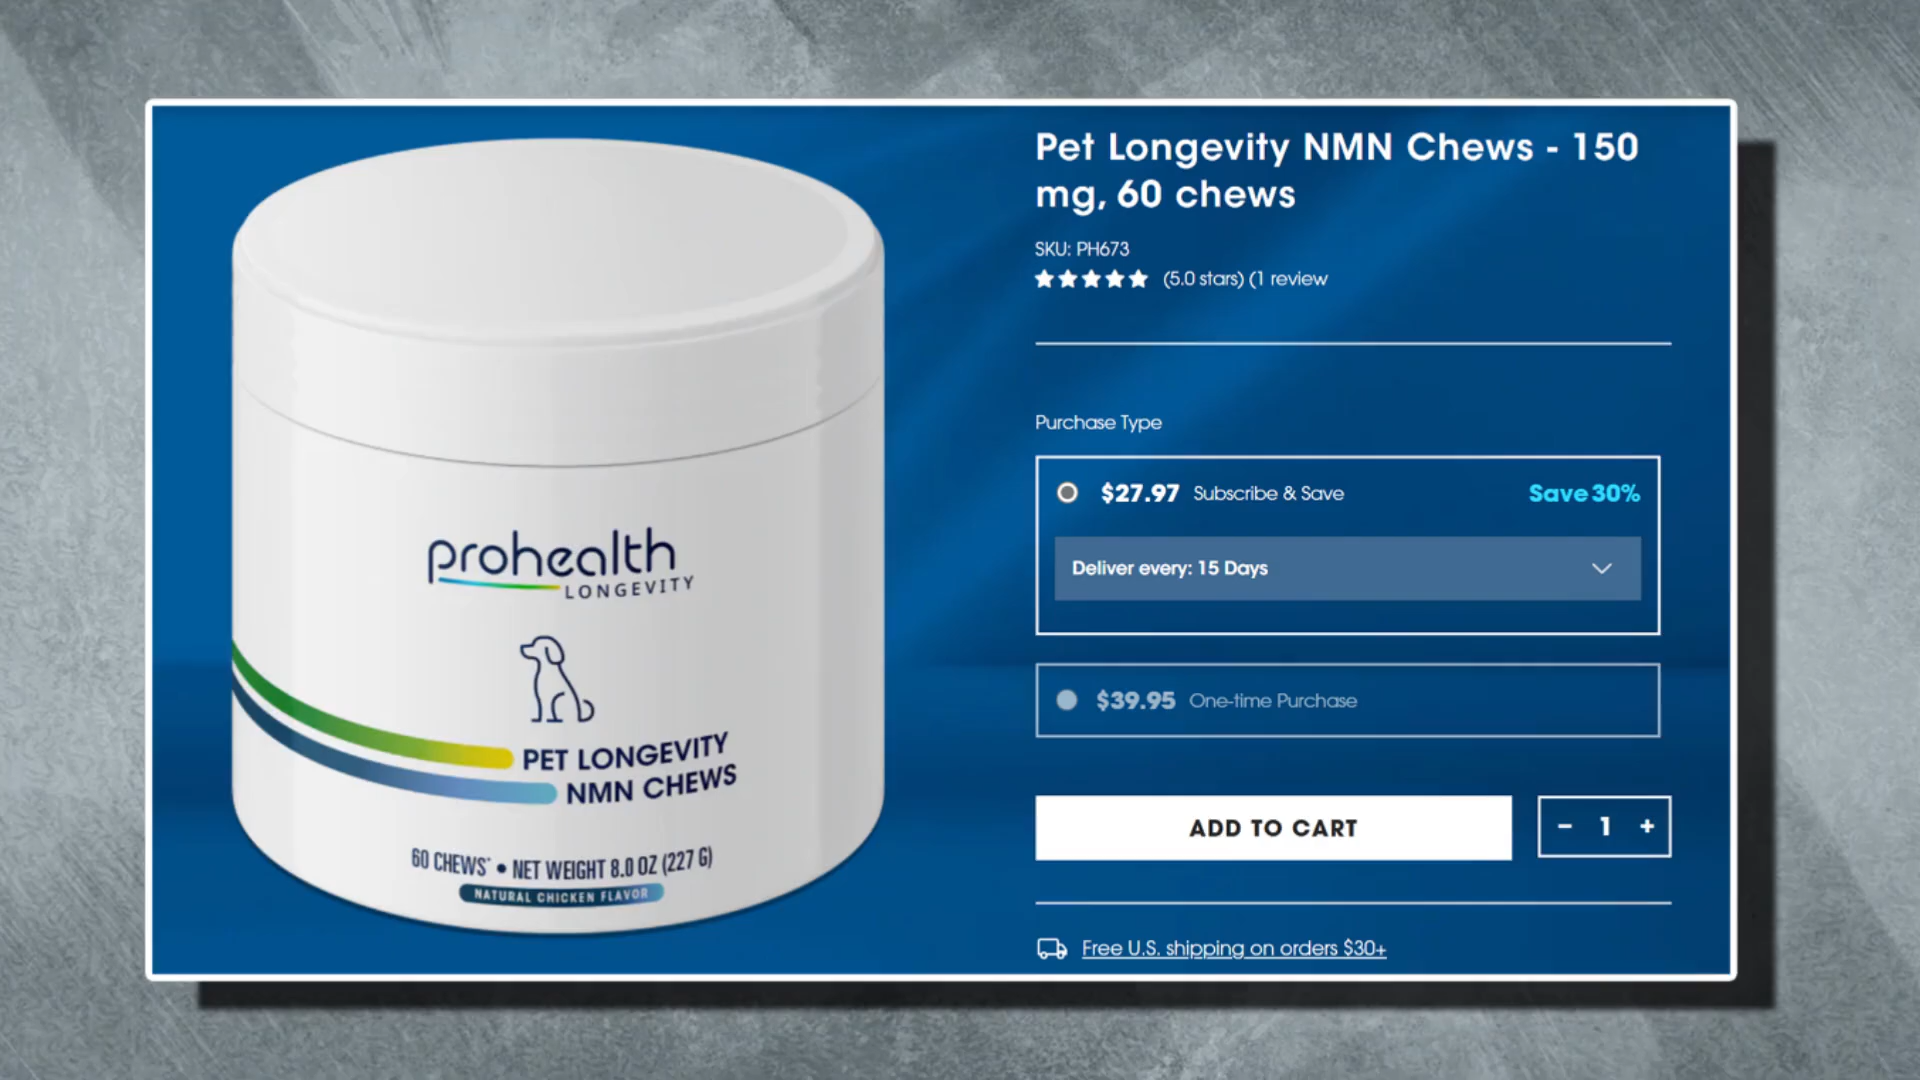 prohealth
LONGEVITY
PET LONGEVITY
NMN CHEWS
60 CHEWS* • NET WEIGHT 8.0 OZ (227 G)
NATURAL CHICKEN FLAVOR
Pet Longevity NMN Chews - 150
mg, 60 chews
SKU: PH673
(5.0 stars) (1 review
Purchase Type
$27.97 Subscribe & Save Save 30%
Deliver every: 15 Days
$39.95 One-time Purchase
ADD TO CART − 1 +
Free U.S. shipping on orders $30+